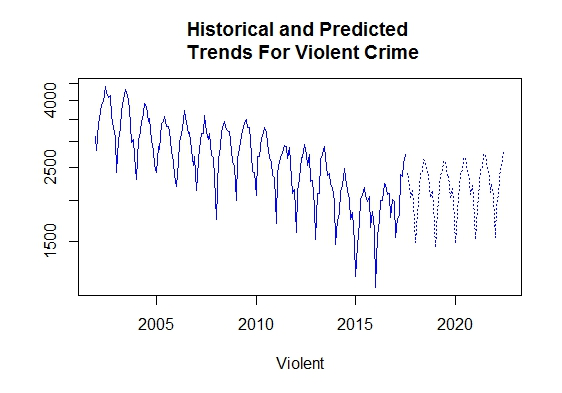 Historical and Predicted
Trends For Violent Crime
4000
2500
1500
2005 2010 2015 2020
Violent